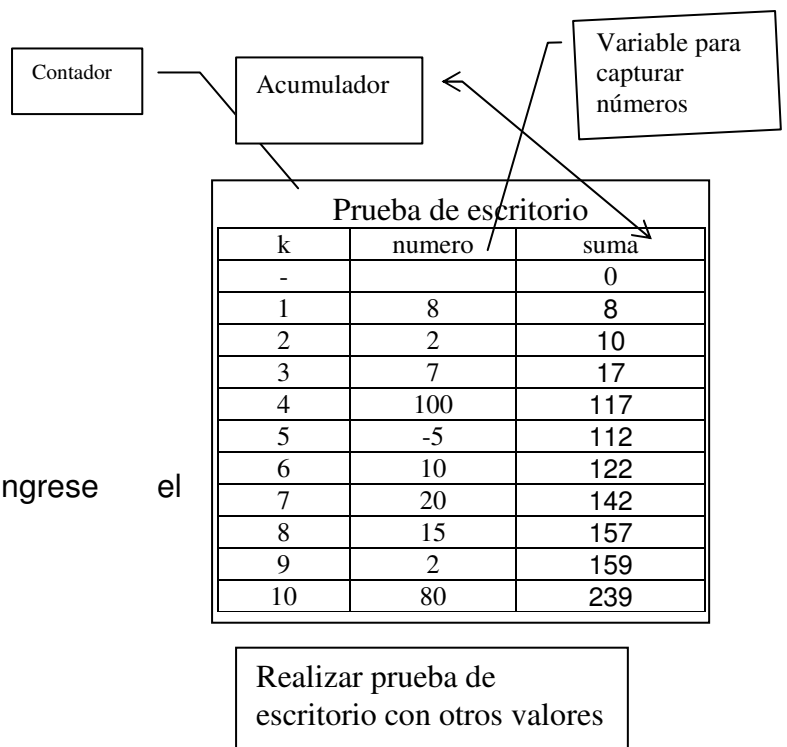 Variable para
capturar
números
Contador
Acumulador
Prueba de escritorio
k numero suma
- 0
1 8 8
2 2 10
3 7 17
4 100 117
5 -5 112
6 10 122
7 20 142
8 15 157
9 2 159
10 80 239
ngrese el
Realizar prueba de
escritorio con otros valores